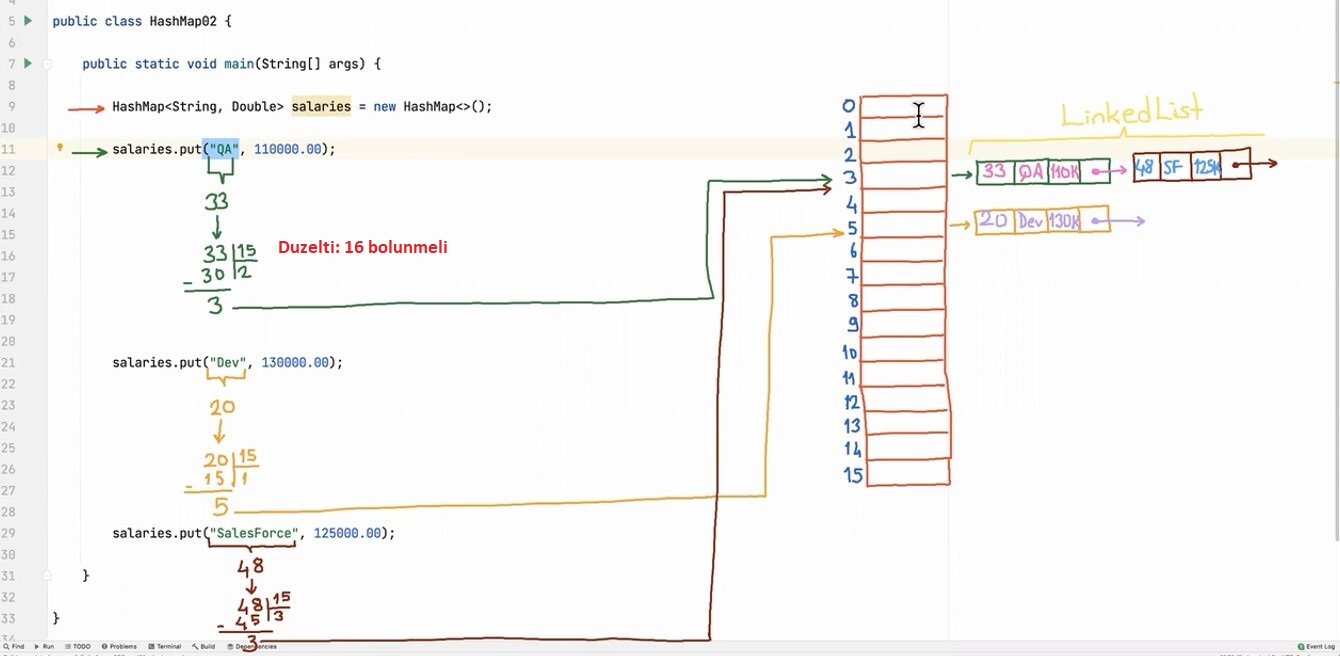 5 public class HashMap02 {
6
7 public static void main(String[] args) {
8
9 HashMap<String, Double> salaries = new HashMap<>();
10
11 salaries.put("QA", 110000.00);
12
13 33
14
15
16 33 15
17 - 30 2
18 3
19
20
21 salaries.put("Dev", 130000.00);
22
23 20
24
25 20 15
26 - 15 1
27
28 5
29 salaries.put("SalesForce", 125000.00);
30
31 }
48
32
48 15
- 45 3
33 }
3
Duzelti: 16 bolunmeli
0
1
2
3
4
5
6
7
8
9
10
11
12
13
14
15
LinkedList
33 QA 110K
48 SF 125K
20 Dev 130K
Find Run TODO Problems Terminal Build Dependencies Event Log